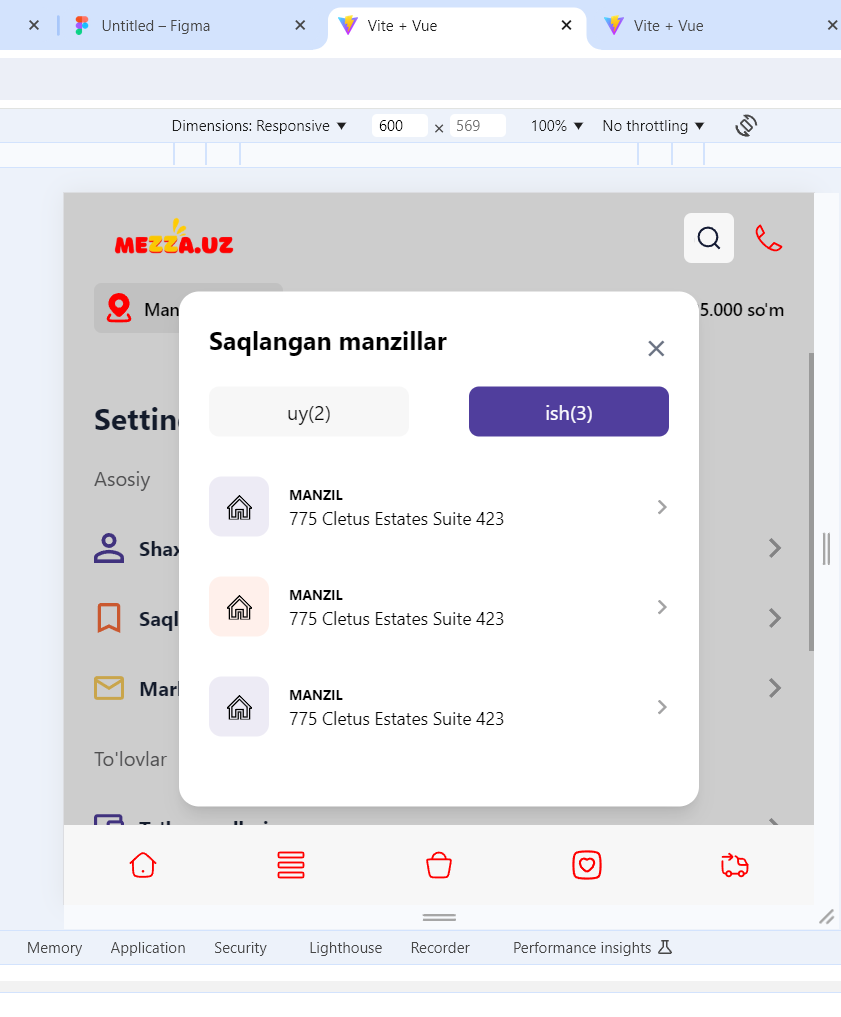 Untitled – Figma
Vite + Vue
Vite + Vue
Dimensions: Responsive
600 × 569
100%
No throttling
MEZZA.UZ
Man
5.000 so'm
Saqlangan manzillar
uy(2)
ish(3)
Settin
Asosiy
MANZIL
775 Cletus Estates Suite 423
Shax
MANZIL
775 Cletus Estates Suite 423
Saql
MANZIL
775 Cletus Estates Suite 423
Mar
To'lovlar
Memory
Application
Security
Lighthouse
Recorder
Performance insights